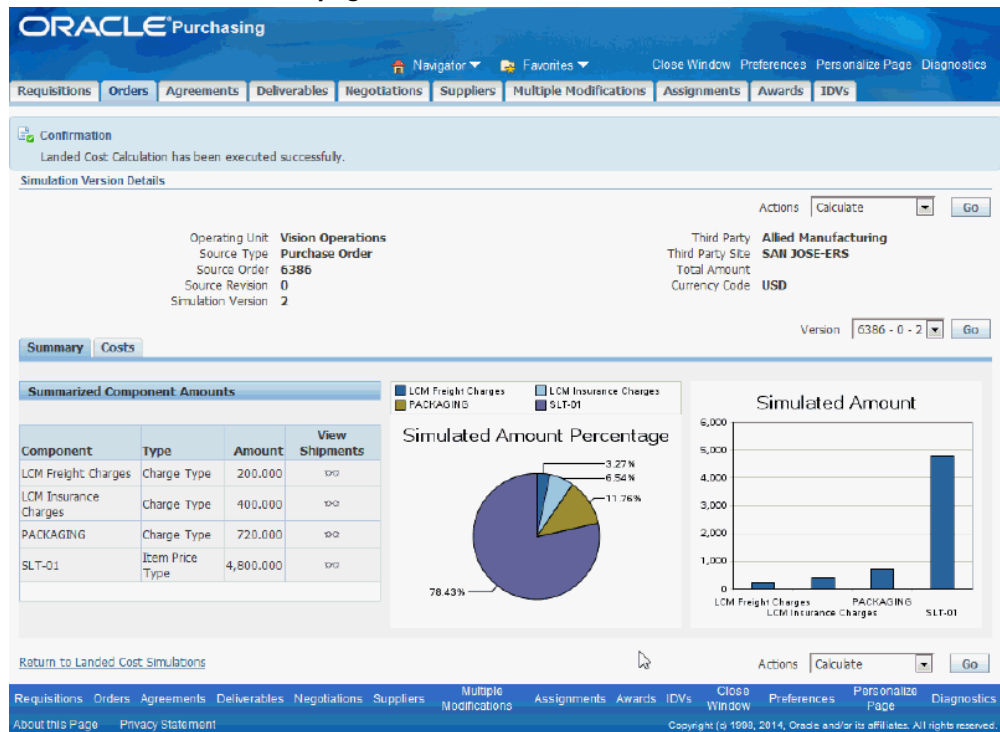 ORACLE Purchasing
Navigator Favorites Close Window Preferences Personalize Page Diagnostics
Requisitions Orders Agreements Deliverables Negotiations Suppliers Multiple Modifications Assignments Awards IDVs
Confirmation
Landed Cost Calculation has been executed successfully.
Simulation Version Details
Actions Calculate Go
Operating Unit Vision Operations
Source Type Purchase Order
Source Order 6386
Source Revision 0
Simulation Version 2
Third Party Allied Manufacturing
Third Party Site SAN JOSE-ERS
Total Amount
Currency Code USD
Version 6386 - 0 - 2 Go
Summary Costs
Summarized Component Amounts
Component Type Amount View Shipments
LCM Freight Charges Charge Type 200.000
LCM Insurance Charges Charge Type 400.000
PACKAGING Charge Type 720.000
SLT-01 Item Price Type 4,800.000
LCM Freight Charges LCM Insurance Charges
PACKAGING SLT-01
Simulated Amount Percentage
3.27%
6.54%
11.76%
78.43%
Simulated Amount
6,000
5,000
4,000
3,000
2,000
1,000
0
LCM Freight Charges PACKAGING
LCM Insurance Charges SLT-01
Return to Landed Cost Simulations
Actions Calculate Go
Requisitions Orders Agreements Deliverables Negotiations Suppliers Multiple Modifications Assignments Awards IDVs Close Window Preferences Personalize Page Diagnostics
About this Page Privacy Statement
Copyright (c) 1998, 2014, Oracle and/or its affiliates. All rights reserved.